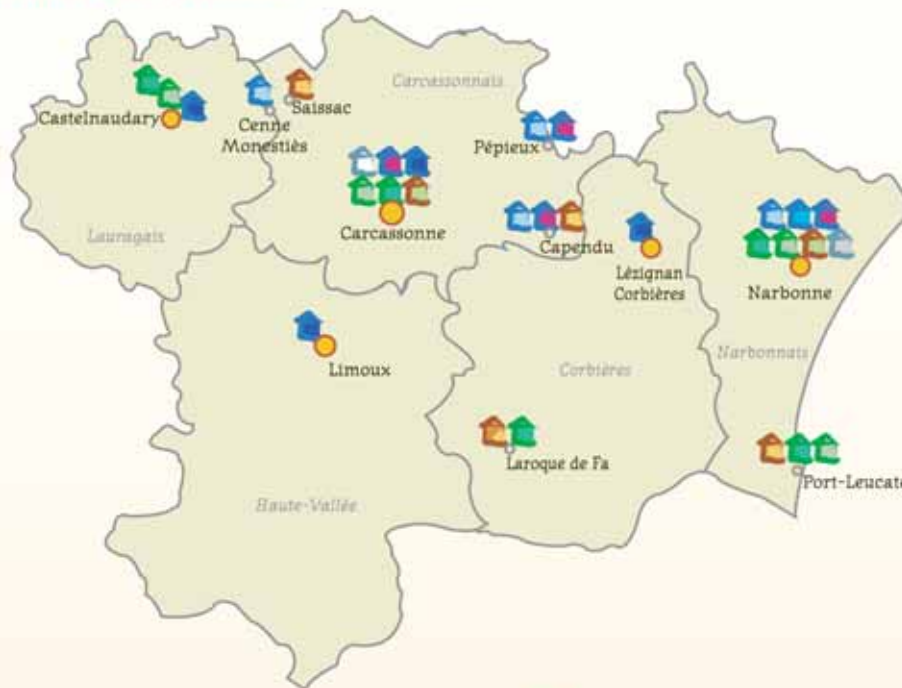 Carcassonnais
Saissac
Castelnaudary
Cenne
Monestiès
Pépieux
Lauragais
Carcassonne
Capendu
Lézignan
Corbières
Narbonne
Limoux
Corbières
Narbonnais
Laroque de Fa
Port-Leucate
Haute-Vallée